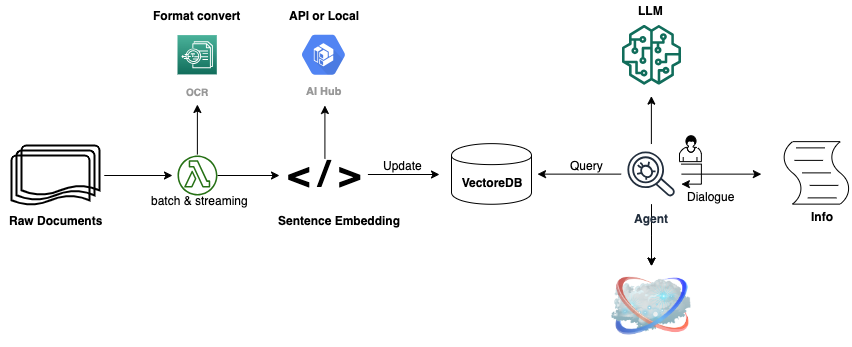 Format convert
API or Local
LLM
OCR
AI Hub
Update
VectoreDB
Query
batch & streaming
Dialogue
Raw Documents
Sentence Embedding
Agent
Info